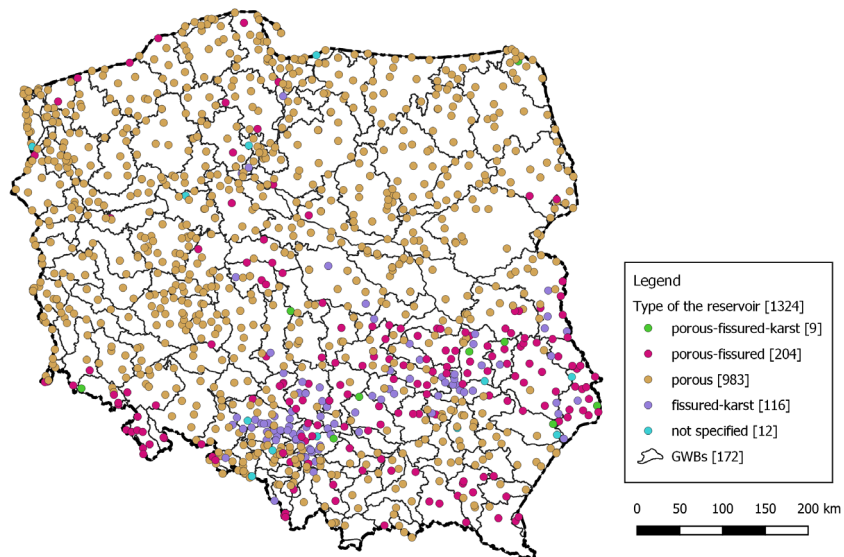 Legend
Type of the reservoir [1324]
porous-fissured-karst [9]
porous-fissured [204]
porous [983]
fissured-karst [116]
not specified [12]
GWBs [172]
0 50 100 150 200 km